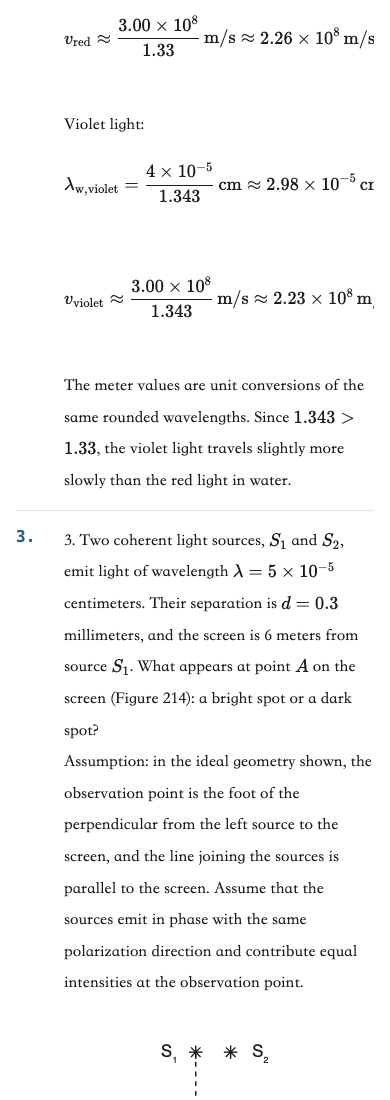 v_red ≈ 3.00 × 10^8 / 1.33 m/s ≈ 2.26 × 10^8 m/s
Violet light:
λ_w,violet = 4 × 10^−5 / 1.343 cm ≈ 2.98 × 10^−5
v_violet ≈ 3.00 × 10^8 / 1.343 m/s ≈ 2.23 × 10^8 m
The meter values are unit conversions of the
same rounded wavelengths. Since 1.343 >
1.33, the violet light travels slightly more
slowly than the red light in water.
3. 3. Two coherent light sources, S_1 and S_2,
emit light of wavelength λ = 5 × 10^−5
centimeters. Their separation is d = 0.3
millimeters, and the screen is 6 meters from
source S_1. What appears at point A on the
screen (Figure 214): a bright spot or a dark
spot?
Assumption: in the ideal geometry shown, the
observation point is the foot of the
perpendicular from the left source to the
screen, and the line joining the sources is
parallel to the screen. Assume that the
sources emit in phase with the same
polarization direction and contribute equal
intensities at the observation point.
S_1 S_2